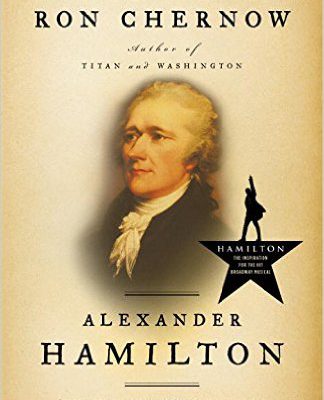 RON CHERNOW
Author of
TITAN and WASHINGTON
HAMILTON
THE INSPIRATION
FOR THE HIT
BROADWAY MUSICAL
ALEXANDER
HAMILTON